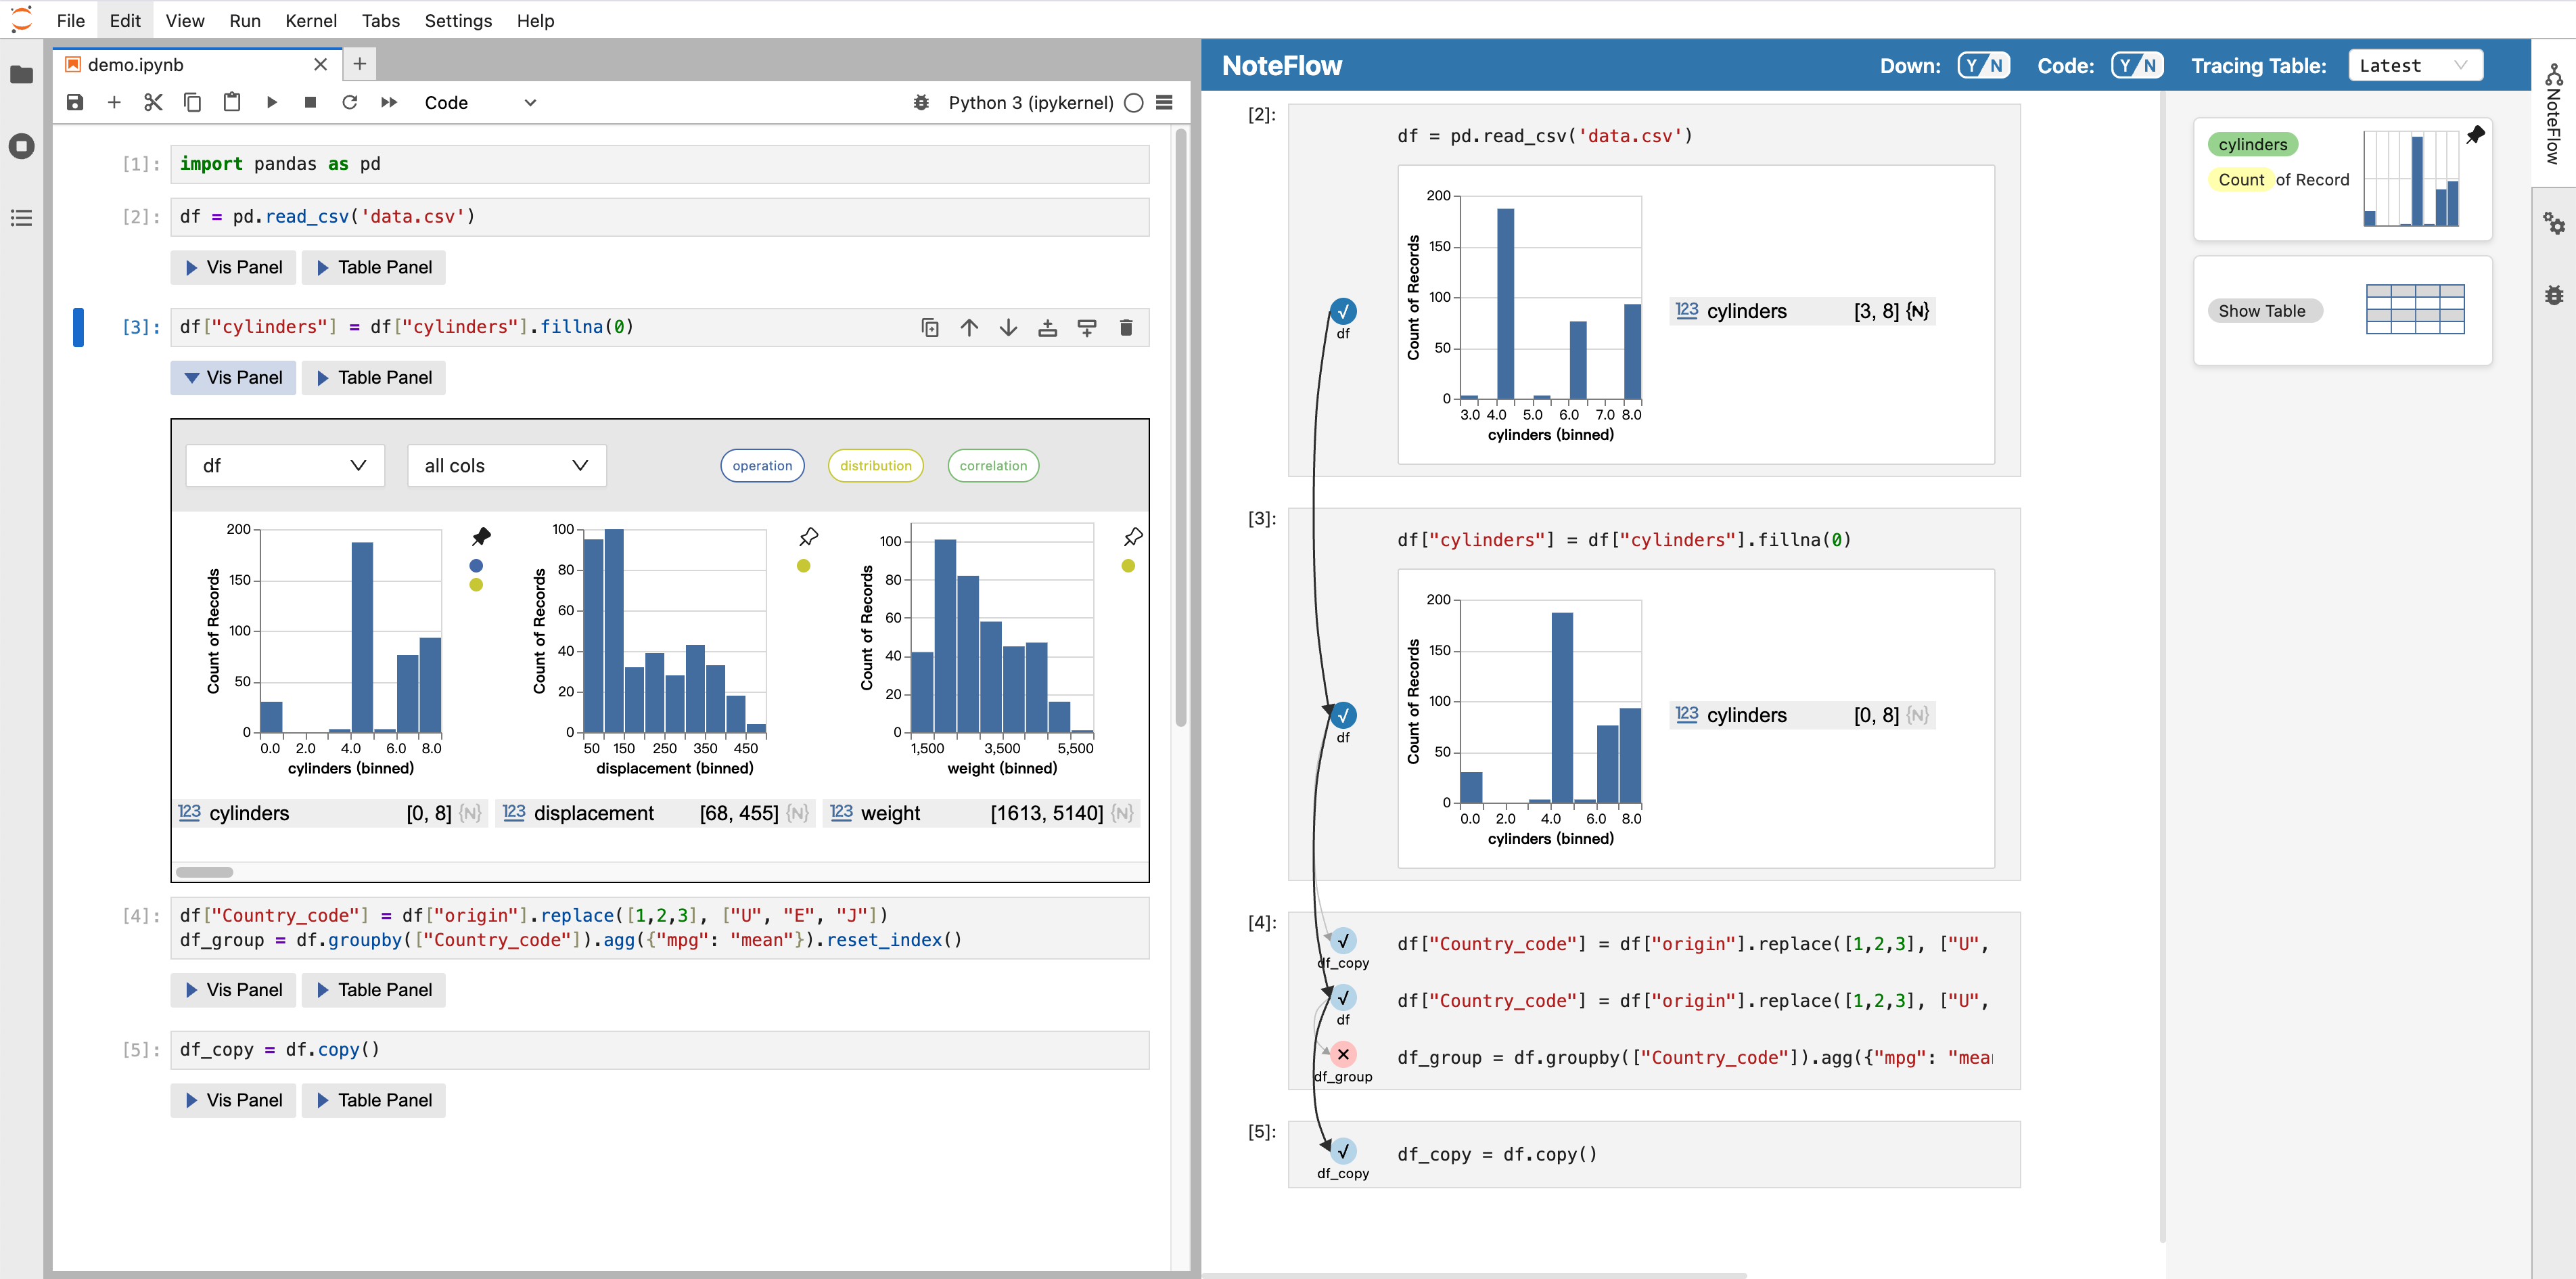 File Edit View Run Kernel Tabs Settings Help
demo.ipynb
Code
Python 3 (ipykernel)
[1]: import pandas as pd
[2]: df = pd.read_csv('data.csv')
Vis Panel Table Panel
[3]: df["cylinders"] = df["cylinders"].fillna(0)
Vis Panel Table Panel
df all cols operation distribution correlation
200
150
100
50
0
Count of Records
0.0 2.0 4.0 6.0 8.0
cylinders (binned)
100
80
60
40
20
0
Count of Records
50 150 250 350 450
displacement (binned)
100
80
60
40
20
0
Count of Records
1,500 3,500 5,500
weight (binned)
123 cylinders [0, 8] {N}
123 displacement [68, 455] {N}
123 weight [1613, 5140] {N}
[4]: df["Country_code"] = df["origin"].replace([1,2,3], ["U", "E", "J"])
df_group = df.groupby(["Country_code"]).agg({"mpg": "mean"}).reset_index()
Vis Panel Table Panel
[5]: df_copy = df.copy()
Vis Panel Table Panel
NoteFlow Down: Y/N Code: Y/N Tracing Table: Latest
[2]:
df = pd.read_csv('data.csv')
200
150
100
50
0
Count of Records
3.0 4.0 5.0 6.0 7.0 8.0
cylinders (binned)
123 cylinders [3, 8] {N}
df
[3]:
df["cylinders"] = df["cylinders"].fillna(0)
200
150
100
50
0
Count of Records
0.0 2.0 4.0 6.0 8.0
cylinders (binned)
123 cylinders [0, 8] {N}
df
[4]:
df["Country_code"] = df["origin"].replace([1,2,3], ["U",
df_copy
df["Country_code"] = df["origin"].replace([1,2,3], ["U",
df
df_group = df.groupby(["Country_code"]).agg({"mpg": "mea
df_group
[5]:
df_copy = df.copy()
df_copy
cylinders
Count of Record
Show Table
NoteFlow